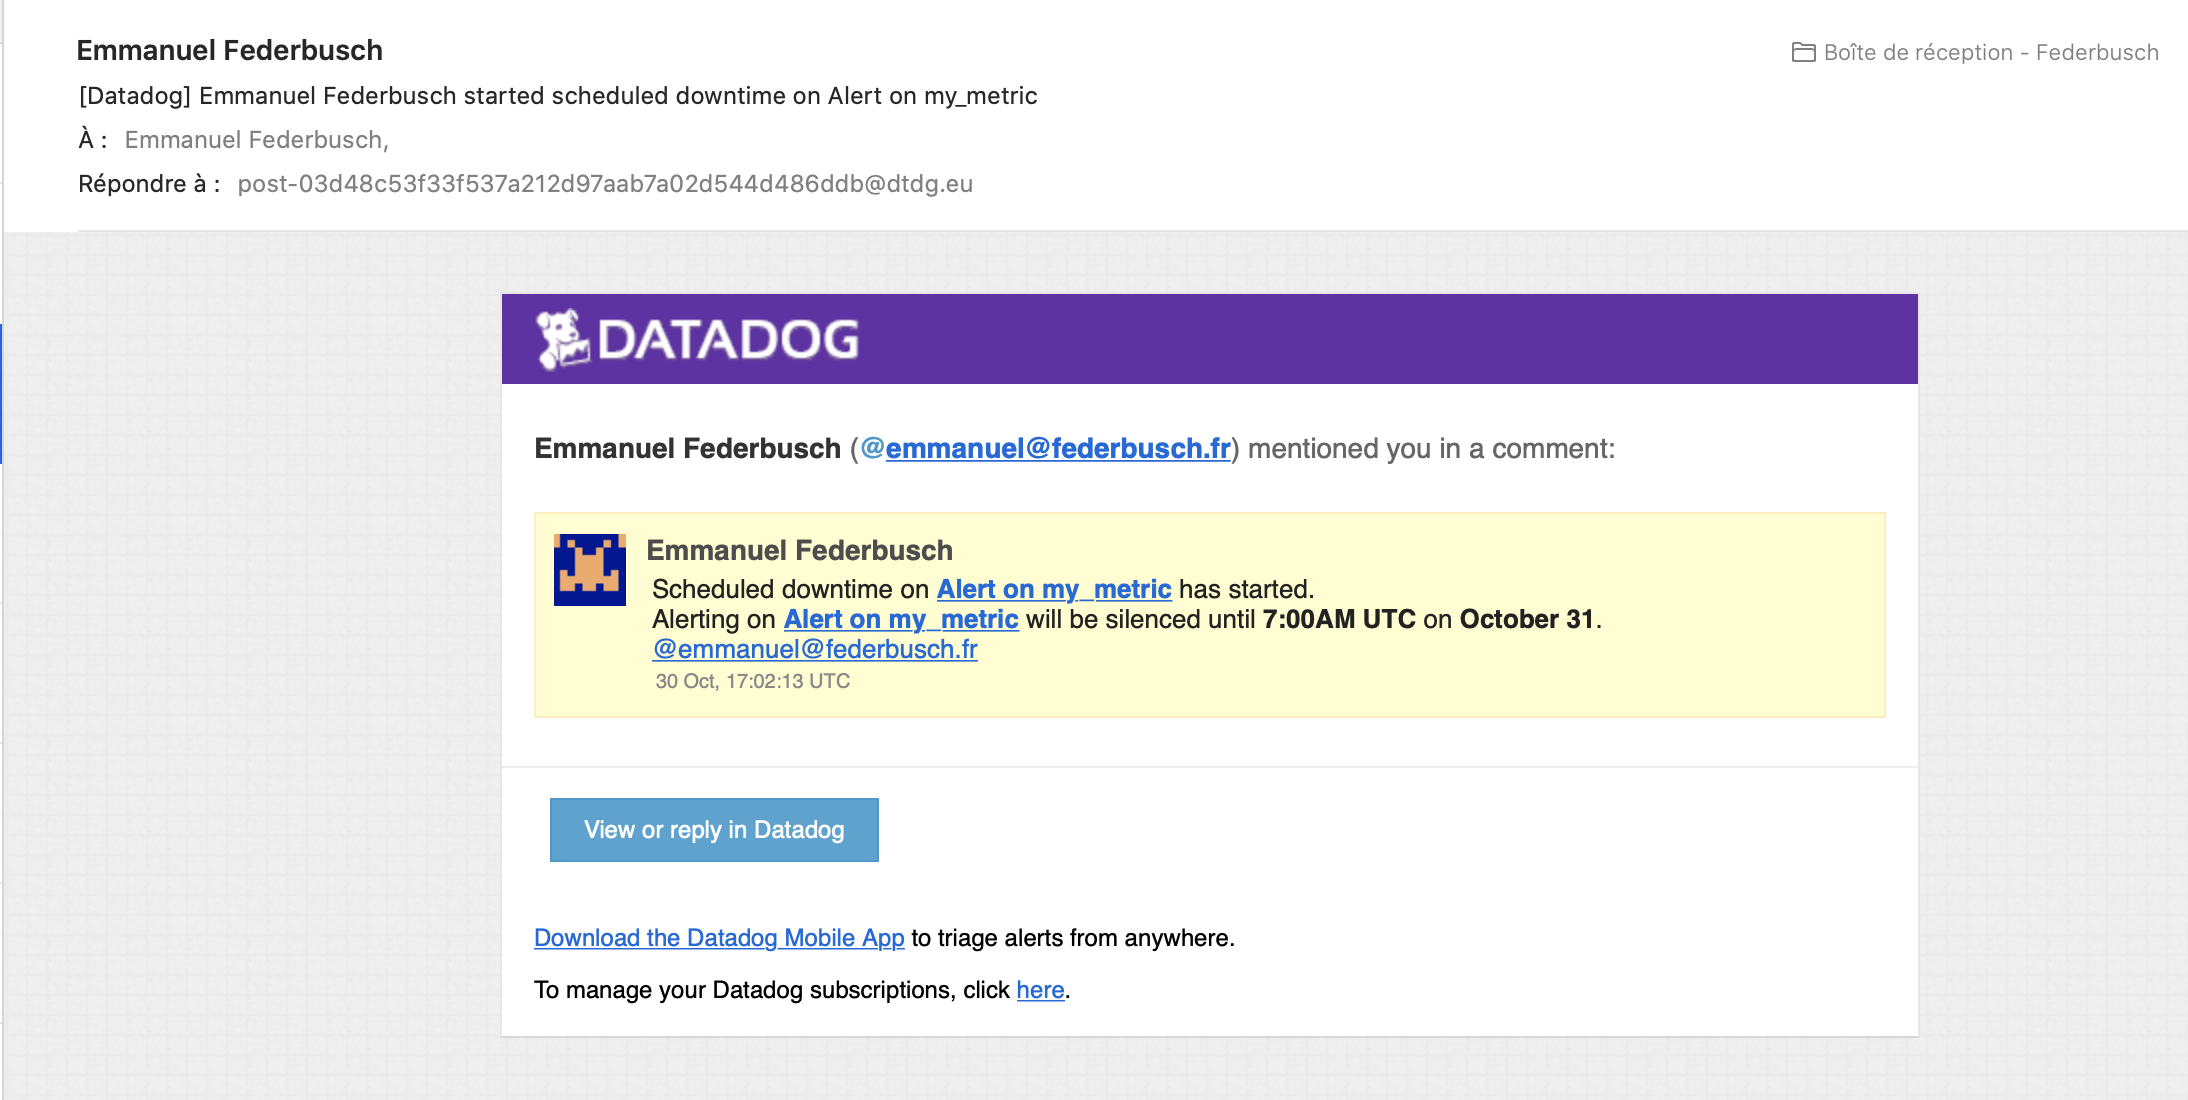 Emmanuel Federbusch
Boîte de réception - Federbusch
[Datadog] Emmanuel Federbusch started scheduled downtime on Alert on my_metric
À : Emmanuel Federbusch,
Répondre à : post-03d48c53f33f537a212d97aab7a02d544d486ddb@dtdg.eu
DATADOG
Emmanuel Federbusch (@emmanuel@federbusch.fr) mentioned you in a comment:
Emmanuel Federbusch
Scheduled downtime on Alert on my_metric has started.
Alerting on Alert on my_metric will be silenced until 7:00AM UTC on October 31.
@emmanuel@federbusch.fr
30 Oct, 17:02:13 UTC
View or reply in Datadog
Download the Datadog Mobile App to triage alerts from anywhere.
To manage your Datadog subscriptions, click here.